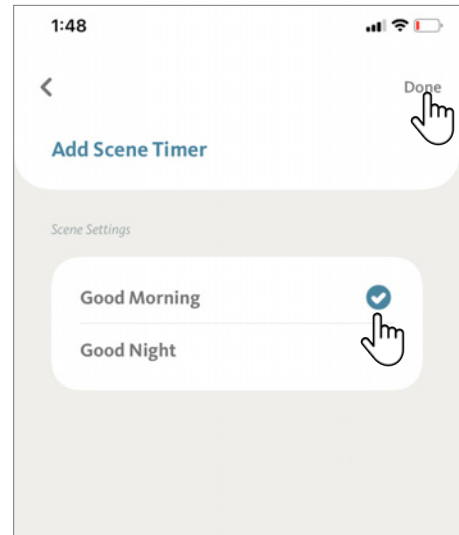 1:48
Done
Add Scene Timer
Scene Settings
Good Morning
Good Night